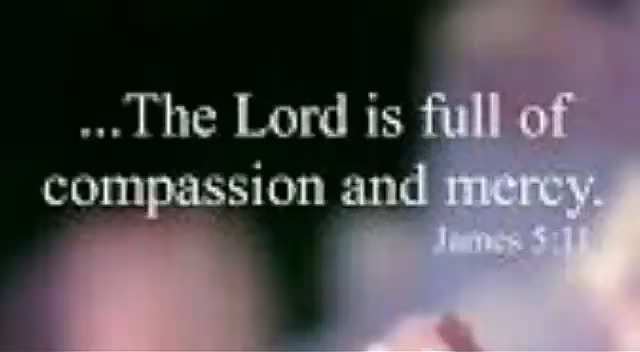 ...The Lord is full of
compassion and mercy.
James 5:11